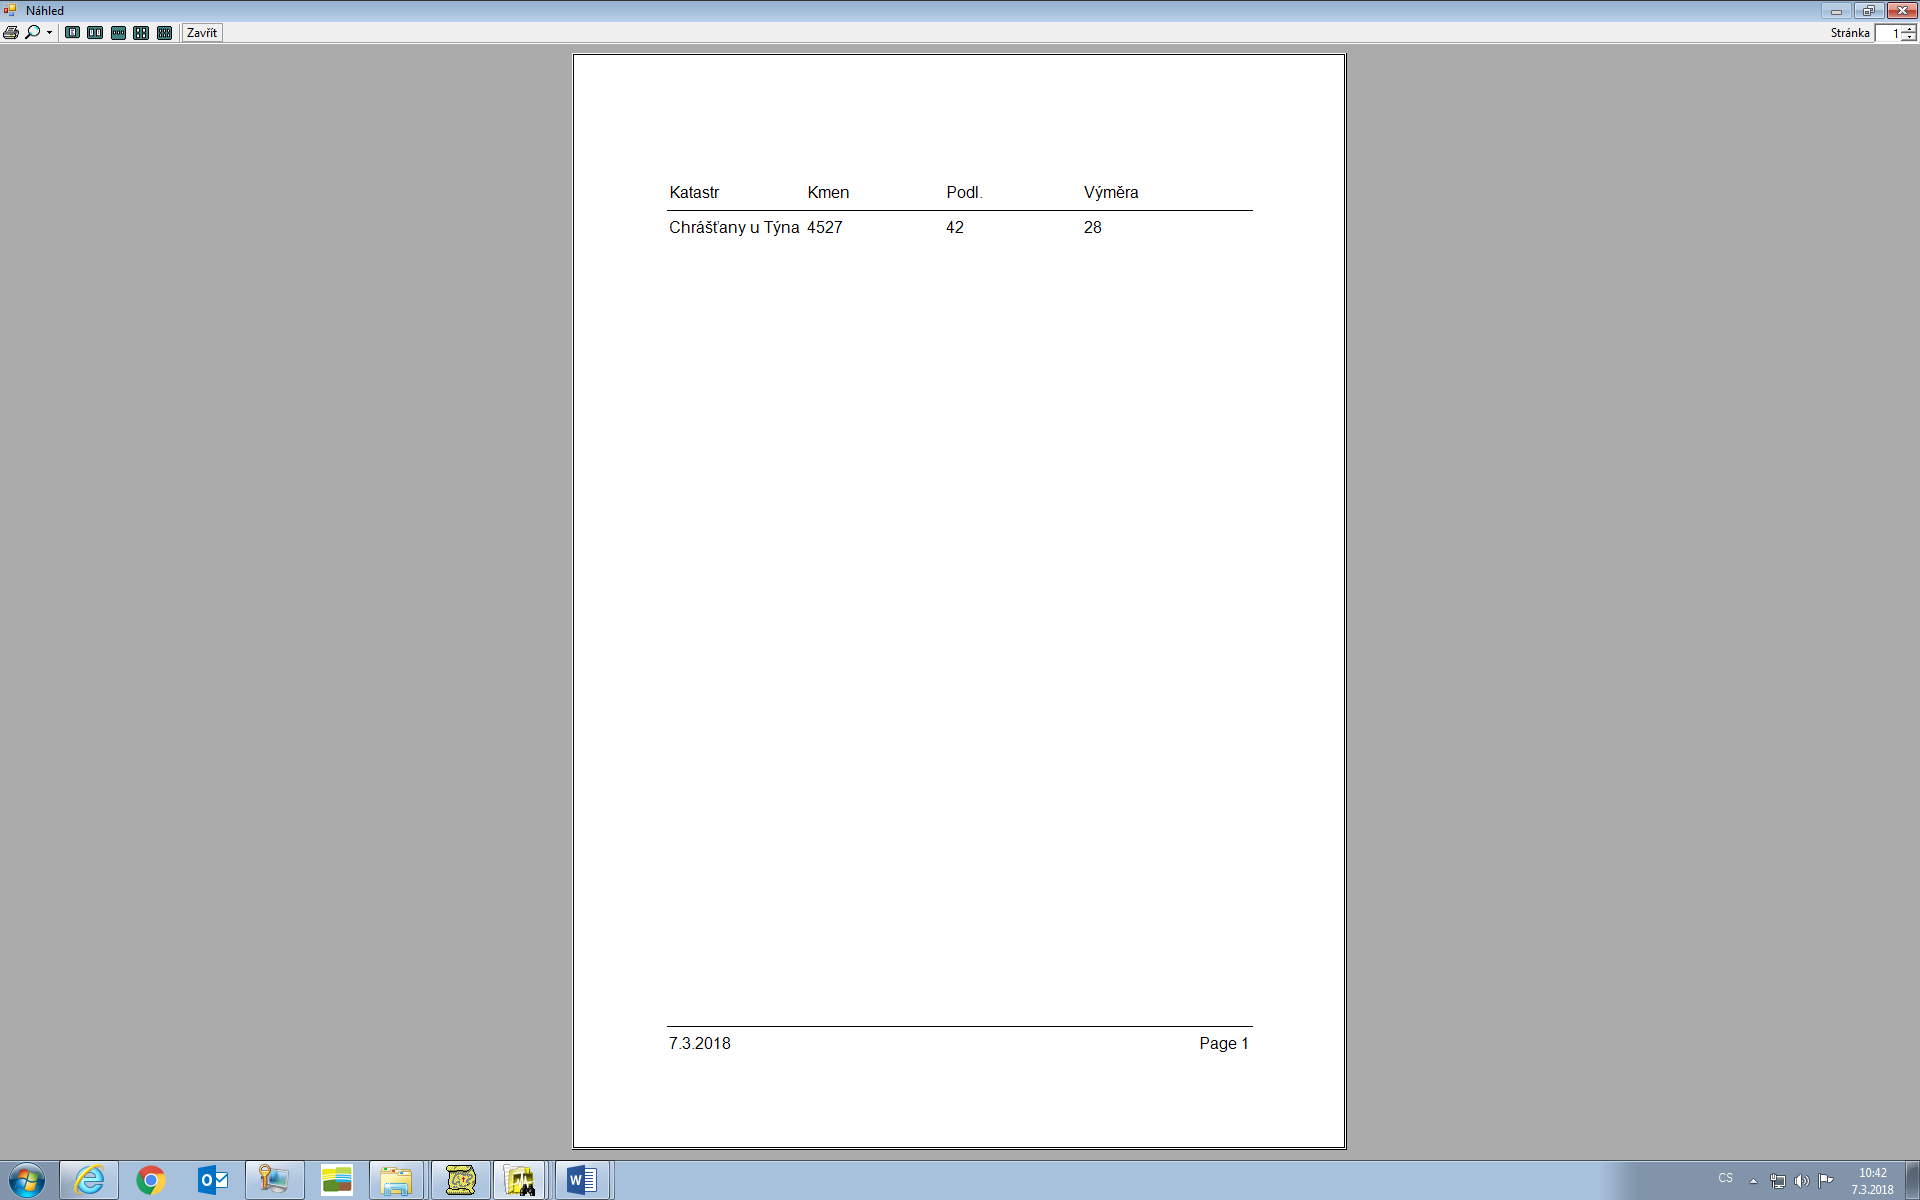 Náhled
Zavřít Stránka 1
Katastr Kmen Podl. Výměra
Chrášťany u Týna 4527 42 28
7.3.2018 Page 1
CS 10:42
7.3.2018